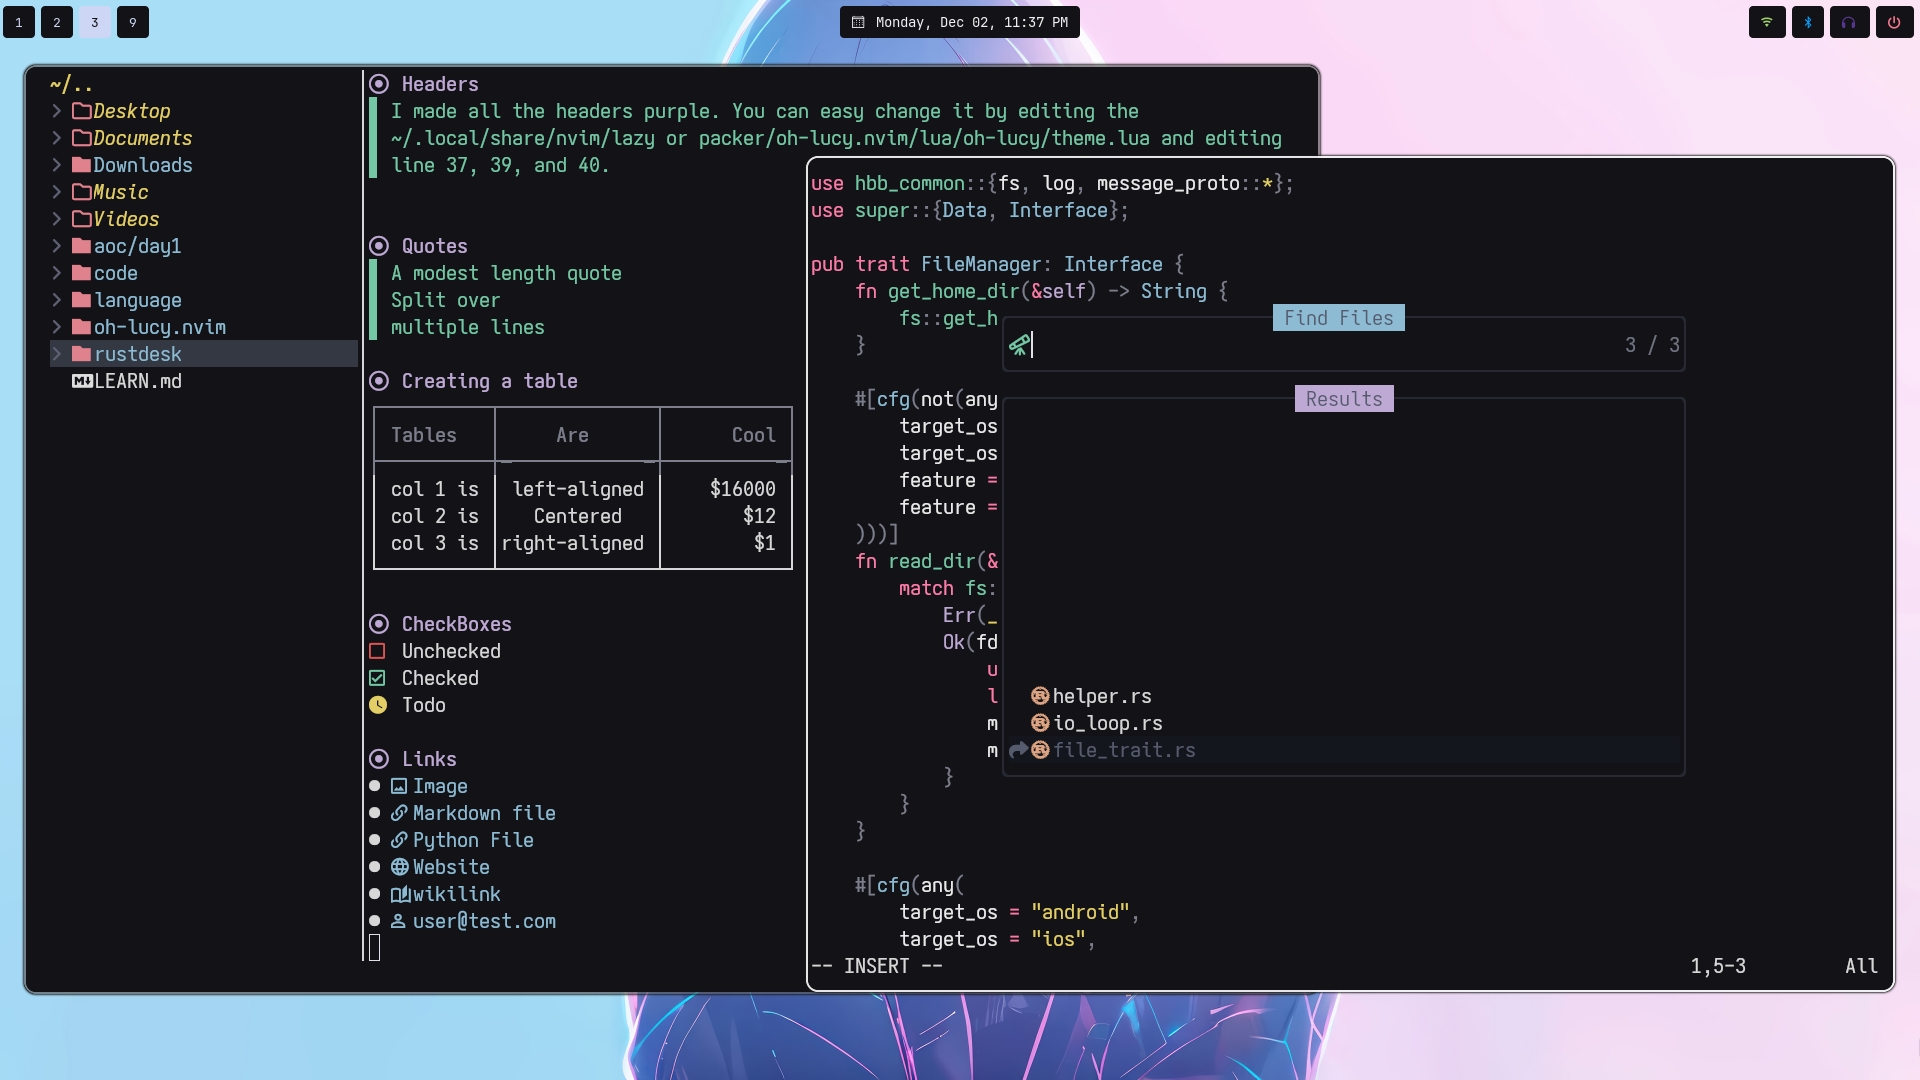 1 2 3 9
Monday, Dec 02, 11:37 PM
~/..
Desktop
Documents
Downloads
Music
Videos
aoc/day1
code
language
oh-lucy.nvim
rustdesk
LEARN.md
Headers
I made all the headers purple. You can easy change it by editing the
~/.local/share/nvim/lazy or packer/oh-lucy.nvim/lua/oh-lucy/theme.lua and editing
line 37, 39, and 40.
Quotes
A modest length quote
Split over
multiple lines
Creating a table
Tables Are Cool
col 1 is left-aligned $16000
col 2 is Centered $12
col 3 is right-aligned $1
CheckBoxes
Unchecked
Checked
Todo
Links
Image
Markdown file
Python File
Website
wikilink
user@test.com
use hbb_common::{fs, log, message_proto::*};
use super::{Data, Interface};
pub trait FileManager: Interface {
fn get_home_dir(&self) -> String {
fs::get_h
}
#[cfg(not(any
target_os
target_os
feature =
feature =
)))]
fn read_dir(&
match fs:
Err(_
Ok(fd
u
l
m
m
}
}
}
#[cfg(any(
target_os = "android",
target_os = "ios",
-- INSERT -- 1,5-3 All
Find Files
3 / 3
Results
helper.rs
io_loop.rs
file_trait.rs